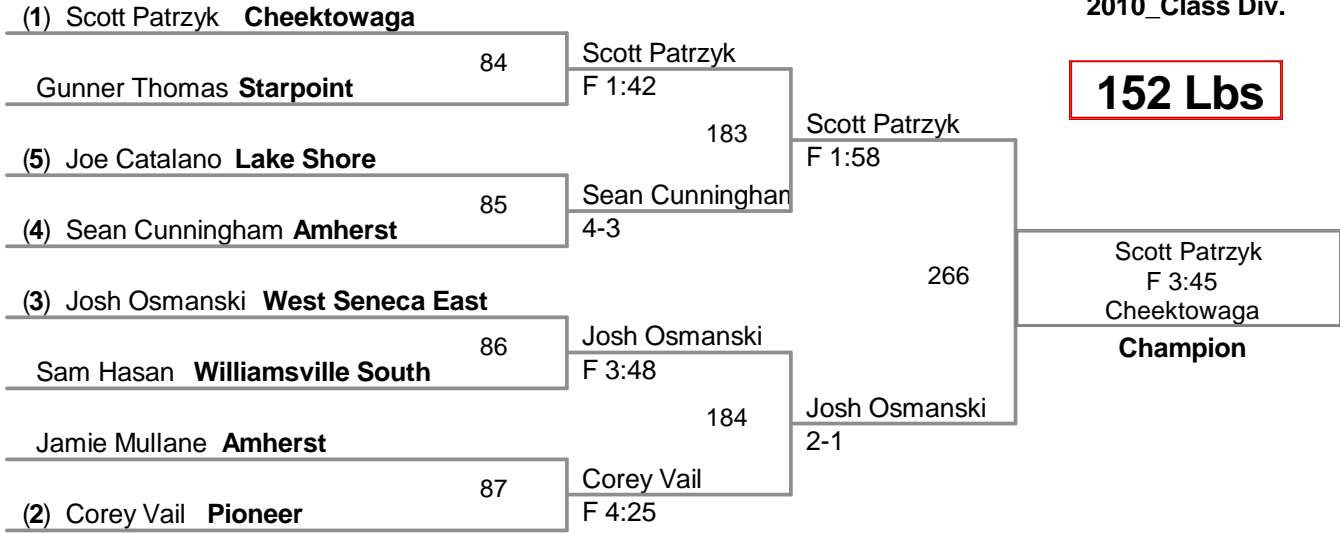 2010_Class Div.
152 Lbs
(1) Scott Patrzyk Cheektowaga
84
Gunner Thomas Starpoint
Scott Patrzyk
F 1:42
183
(5) Joe Catalano Lake Shore
85
(4) Sean Cunningham Amherst
Sean Cunningham
4-3
Scott Patrzyk
F 1:58
266
(3) Josh Osmanski West Seneca East
86
Sam Hasan Williamsville South
Josh Osmanski
F 3:48
184
Jamie Mullane Amherst
87
(2) Corey Vail Pioneer
Corey Vail
F 4:25
Josh Osmanski
2-1
Scott Patrzyk
F 3:45
Cheektowaga
Champion